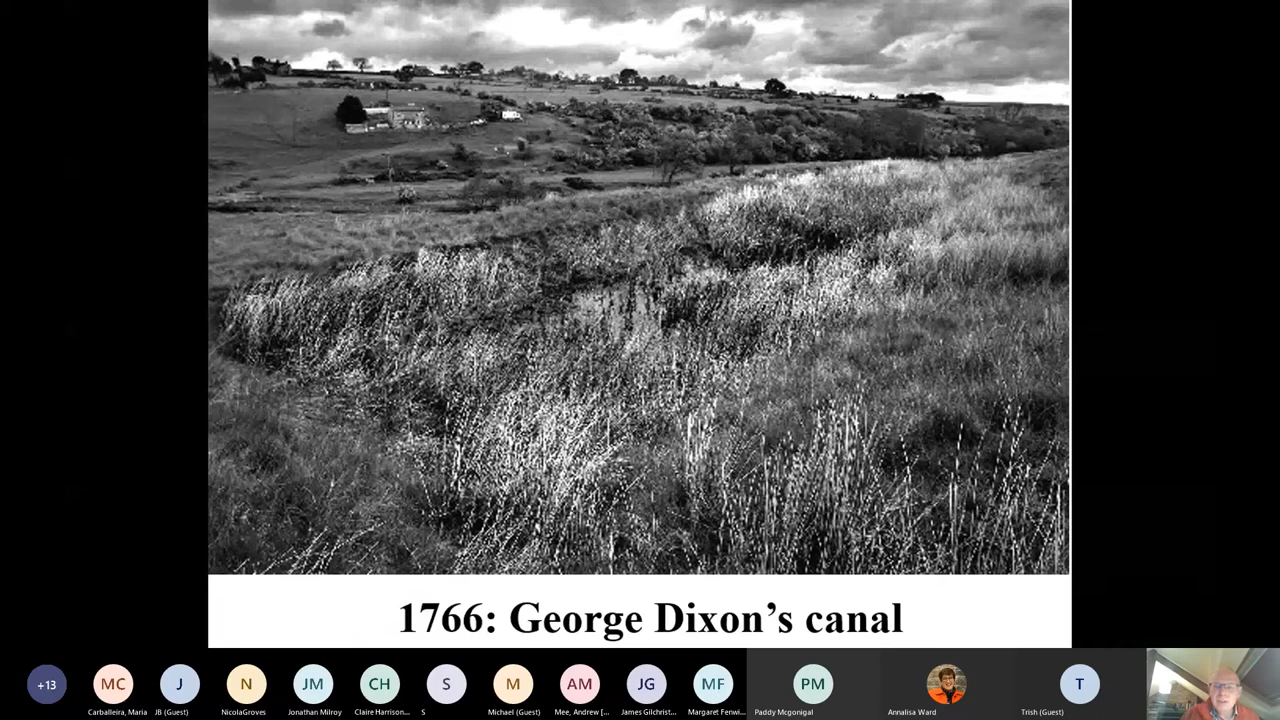 1766: George Dixon's canal
+13
MC
J
N
JM
CH
S
M
AM
JG
MF
PM
T
Carballeira, Maria
JB (Guest)
NicolaGroves
Jonathan Milroy
Claire Harrison...
S
Michael (Guest)
Mee, Andrew [...
James Gilchrist...
Margaret Fenwi...
Paddy Mcgonigal
Annalisa Ward
Trish (Guest)